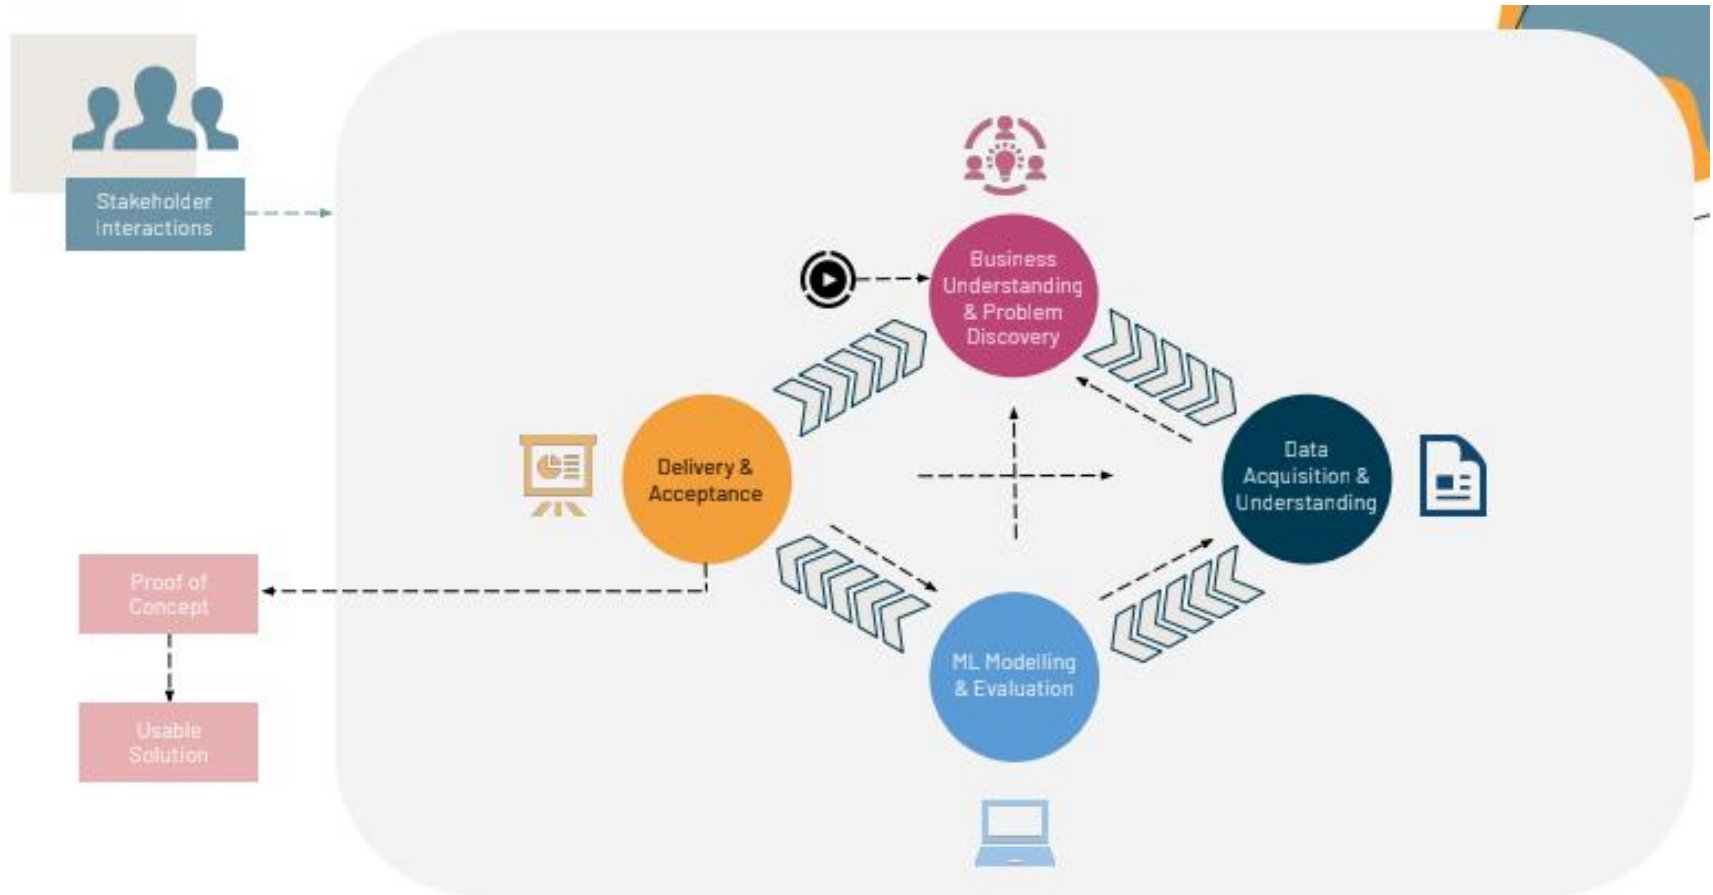 Stakeholder
Interactions
Business
Understanding
& Problem
Discovery
Delivery &
Acceptance
Data
Acquisition &
Understanding
Proof of
Concept
ML Modelling
& Evaluation
Usable
Solution